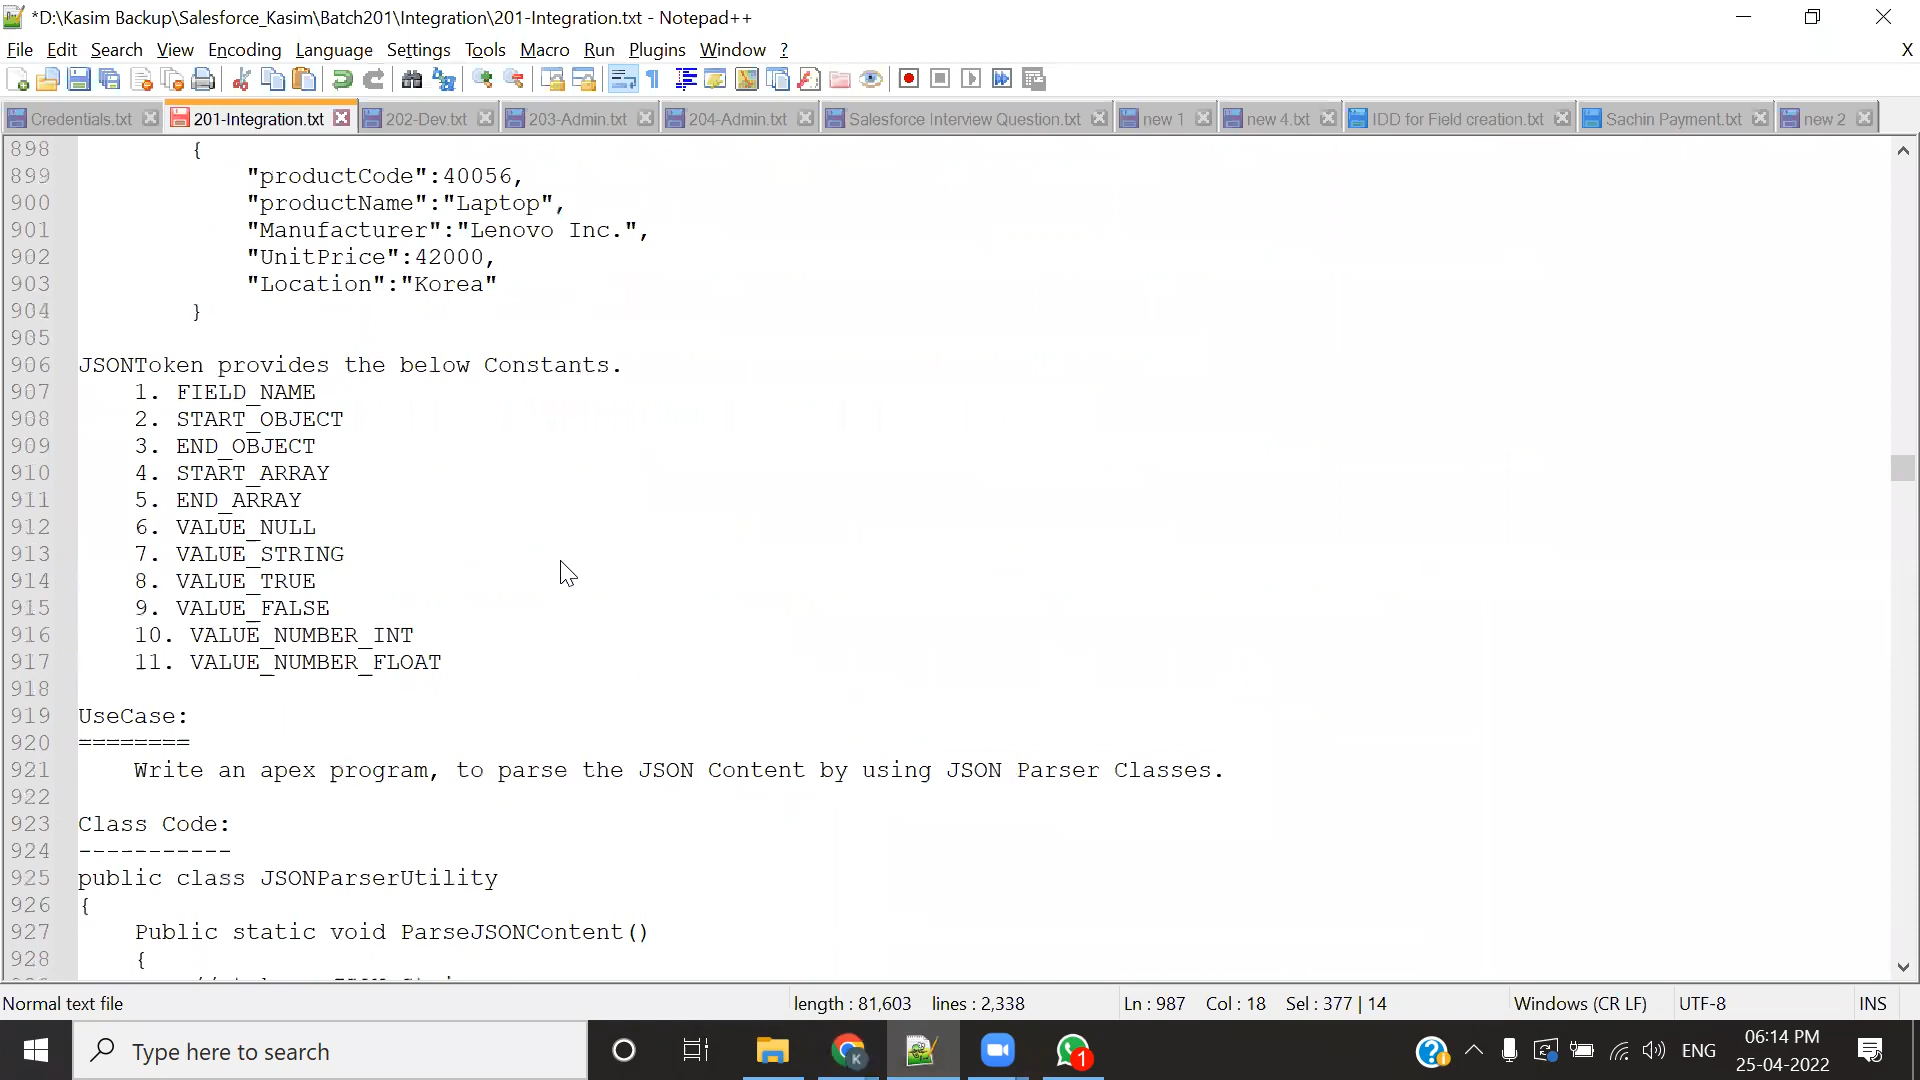 *D:\Kasim Backup\Salesforce_Kasim\Batch201\Integration\201-Integration.txt - Notepad++
File Edit Search View Encoding Language Settings Tools Macro Run Plugins Window ? X
Credentials.txt 201-Integration.txt 202-Dev.txt 203-Admin.txt 204-Admin.txt Salesforce Interview Question.txt new 1 new 4.txt IDD for Field creation.txt Sachin Payment.txt new 2
898 {
899 "productCode":40056,
900 "productName":"Laptop",
901 "Manufacturer":"Lenovo Inc.",
902 "UnitPrice":42000,
903 "Location":"Korea"
904 }
905
906 JSONToken provides the below Constants.
907 1. FIELD_NAME
908 2. START_OBJECT
909 3. END_OBJECT
910 4. START_ARRAY
911 5. END_ARRAY
912 6. VALUE_NULL
913 7. VALUE_STRING
914 8. VALUE_TRUE
915 9. VALUE_FALSE
916 10. VALUE_NUMBER_INT
917 11. VALUE_NUMBER_FLOAT
918
919 UseCase:
920 ========
921 Write an apex program, to parse the JSON Content by using JSON Parser Classes.
922
923 Class Code:
924 -----------
925 public class JSONParserUtility
926 {
927 Public static void ParseJSONContent()
928 {
Normal text file length : 81,603 lines : 2,338 Ln : 987 Col : 18 Sel : 377 | 14 Windows (CR LF) UTF-8 INS
Type here to search
1
ENG
06:14 PM
25-04-2022